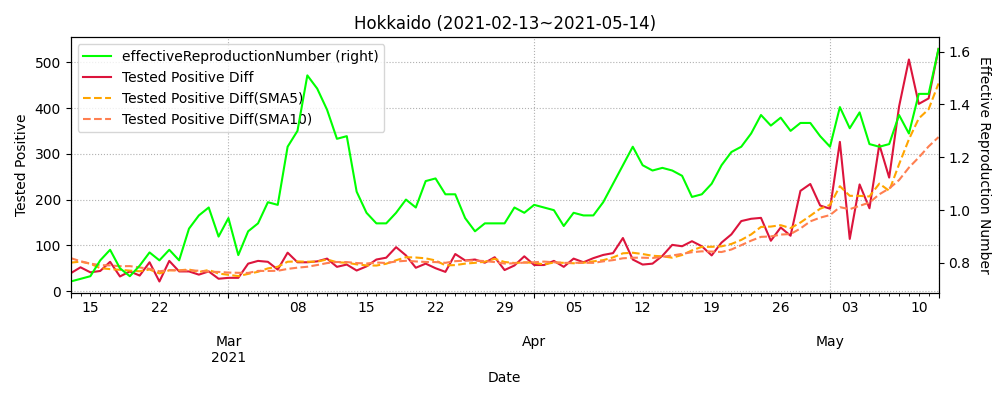 Hokkaido (2021-02-13~2021-05-14)
effectiveReproductionNumber (right)
Tested Positive Diff
Tested Positive Diff(SMA5)
Tested Positive Diff(SMA10)
Tested Positive
500
400
300
200
100
0
1.6
1.4
1.2
1.0
0.8
Effective Reproduction Number
15 22 08 15 22 29 05 12 19 26 03 10
Mar Apr May
2021
Date